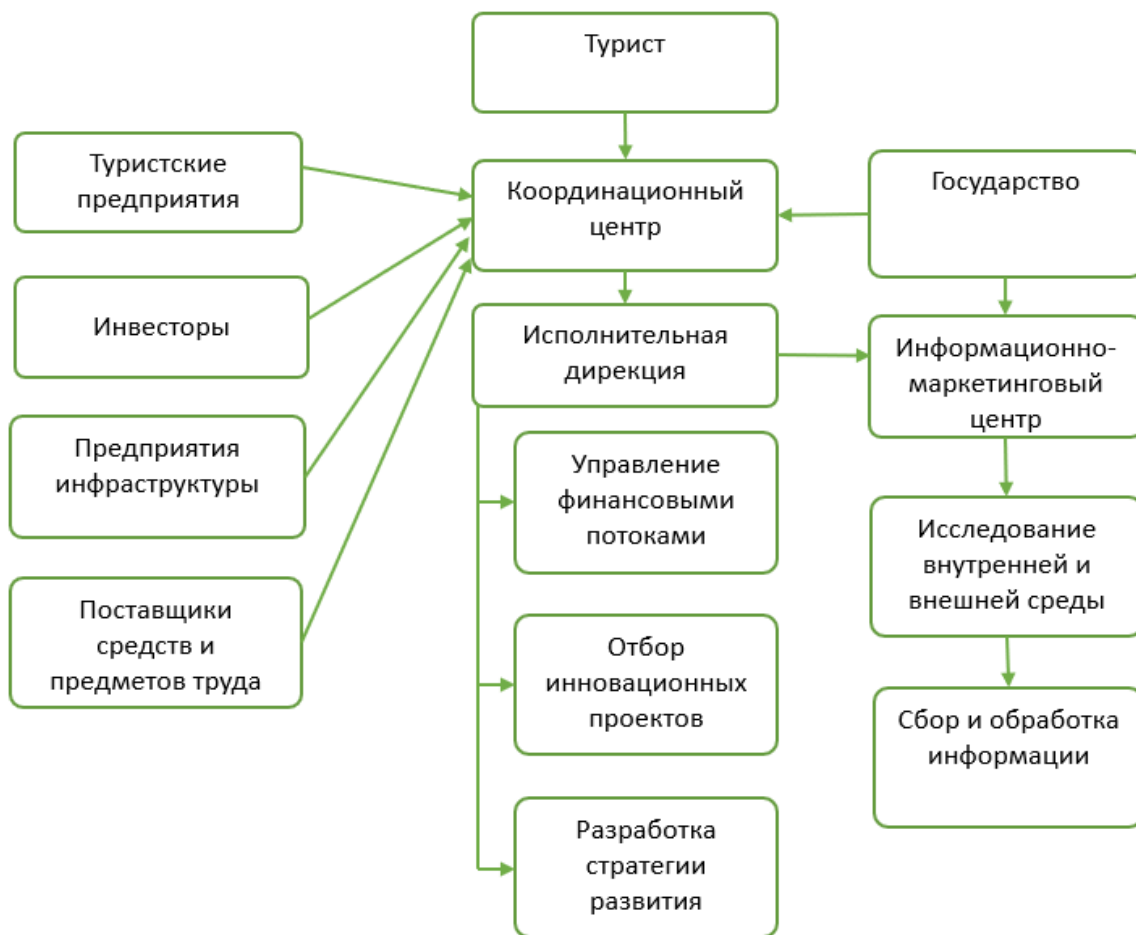 Турист
Туристские
предприятия
Координационный
центр
Государство
Инвесторы
Исполнительная
дирекция
Информационно-
маркетинговый
центр
Предприятия
инфраструктуры
Управление
финансовыми
потоками
Исследование
внутренней и
внешней среды
Поставщики
средств и
предметов труда
Отбор
инновационных
проектов
Сбор и обработка
информации
Разработка
стратегии
развития